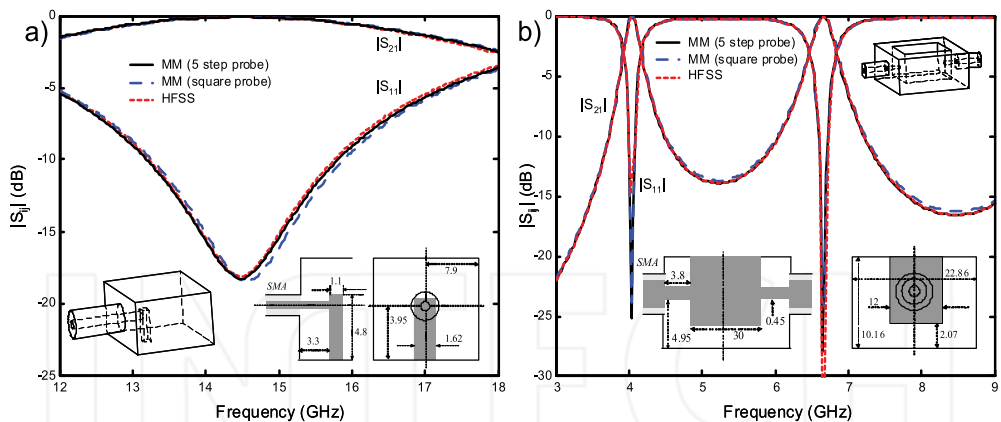 a)
|S21|
MM (5 step probe)
MM (square probe)
HFSS
|S11|
|Sij| (dB)
0
-5
-10
-15
-20
-25
SMA
1.1
3.3
4.8
3.95
7.9
1.62
12
13
14
15
16
17
18
Frequency (GHz)
b)
MM (5 step probe)
MM (square probe)
HFSS
|S21|
|S11|
|Sij| (dB)
0
-5
-10
-15
-20
-25
-30
SMA
3.8
4.95
30
0.45
22.86
12
10.16
2.07
3
4
5
6
7
8
9
Frequency (GHz)